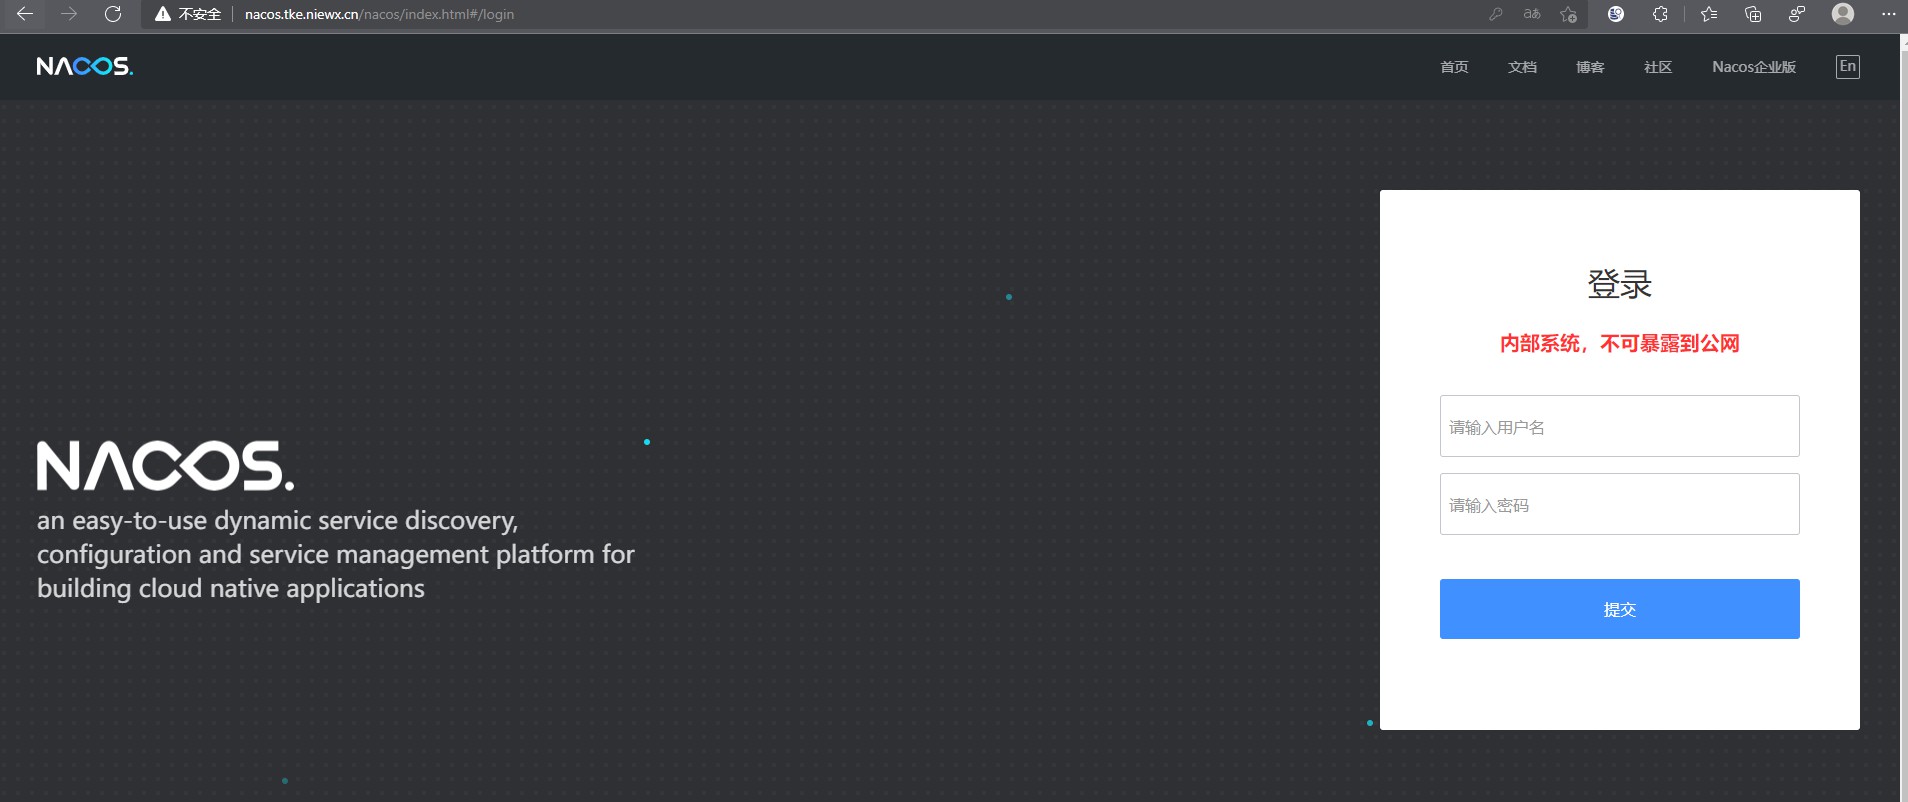 不安全 nacos.tke.niewx.cn/nacos/index.html#/login
NACOS.
首页 文档 博客 社区 Nacos企业版 En
登录
内部系统，不可暴露到公网
请输入用户名
请输入密码
提交
NACOS.
an easy-to-use dynamic service discovery,
configuration and service management platform for
building cloud native applications